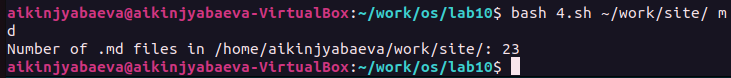 aikinjyabaeva@aikinjyabaeva-VirtualBox:~/work/os/lab10$ bash 4.sh ~/work/site/ m
d
Number of .md files in /home/aikinjyabaeva/work/site/: 23
aikinjyabaeva@aikinjyabaeva-VirtualBox:~/work/os/lab10$